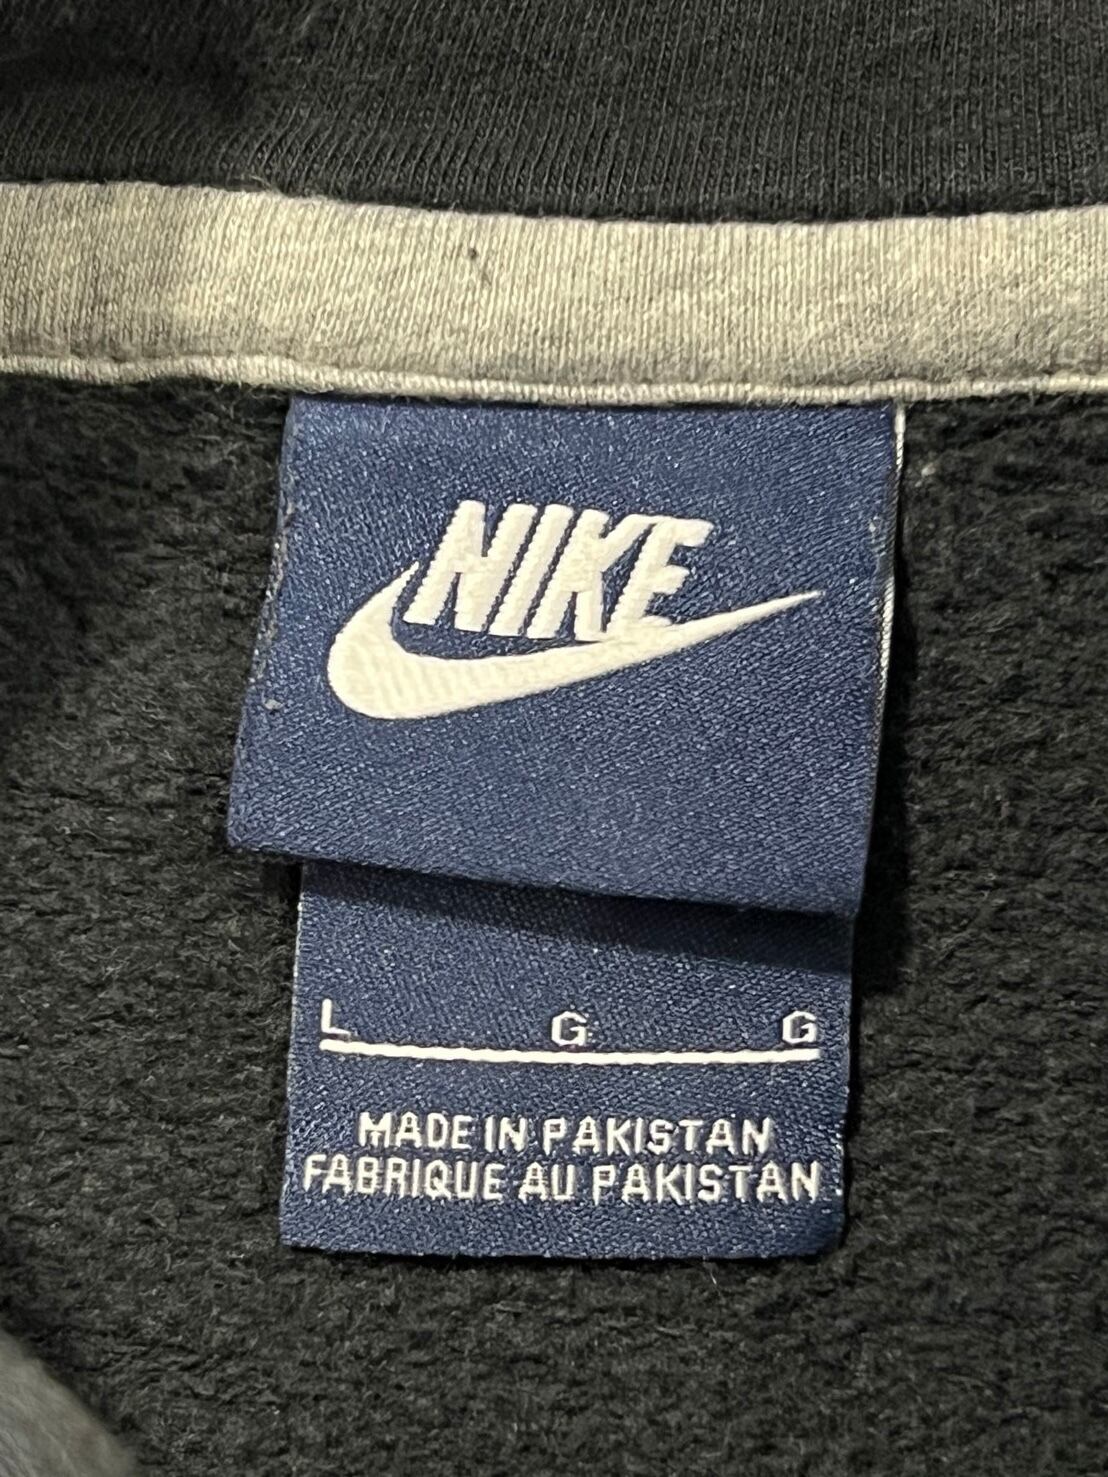 NIKE
L G G
MADE IN PAKISTAN
FABRIQUE AU PAKISTAN